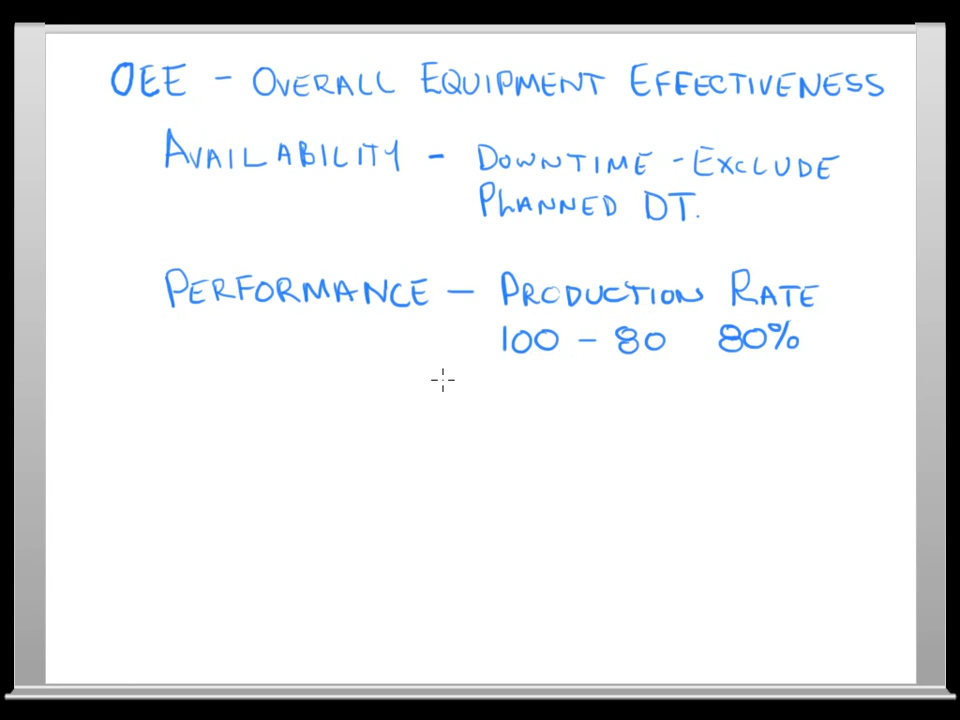 OEE - OVERALL EQUIPMENT EFFECTIVENESS
AVAILABILITY - DOWNTIME - EXCLUDE
PLANNED DT.
PERFORMANCE - PRODUCTION RATE
100 - 80 80%